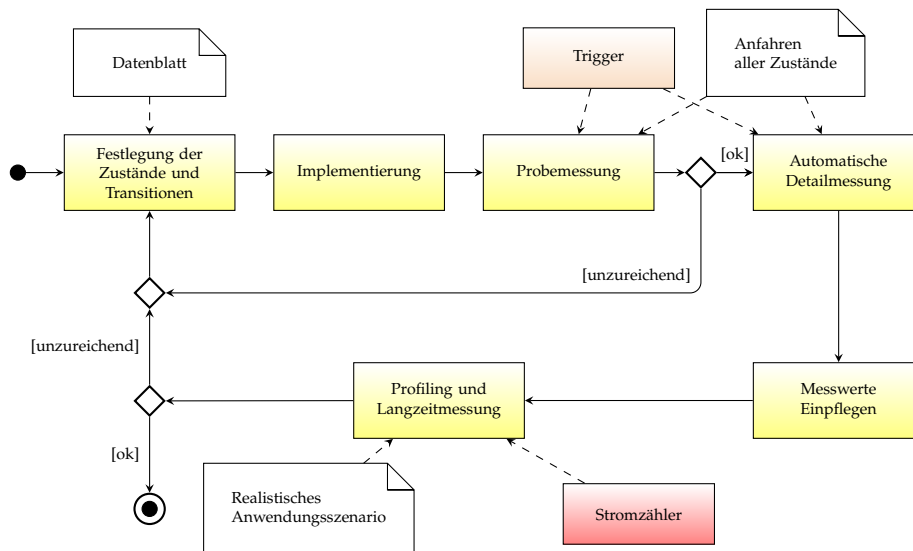 Datenblatt
Trigger
Anfahren
aller Zustände
Festlegung der
Zustände und
Transitionen
Implementierung
Probemessung
[ok]
Automatische
Detailmessung
[unzureichend]
[unzureichend]
Profiling und
Langzeitmessung
Messwerte
Einpflegen
[ok]
Realistisches
Anwendungsszenario
Stromzähler